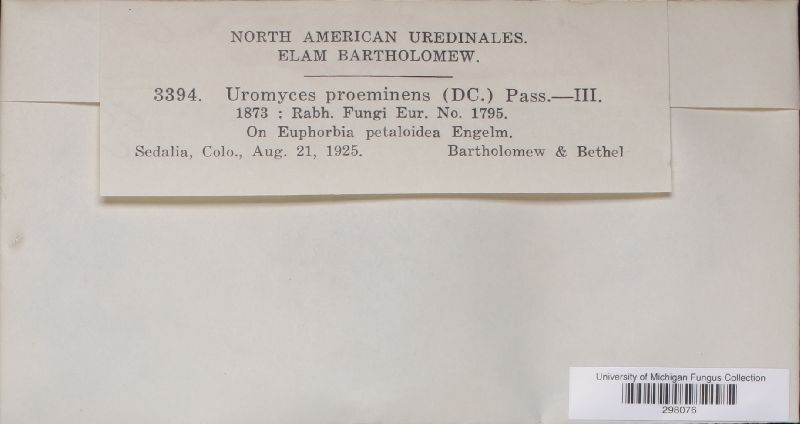 NORTH AMERICAN UREDINALES.
ELAM BARTHOLOMEW.
3394. Uromyces proeminens (DC.) Pass.—III.
1873 : Rabh. Fungi Eur. No. 1795.
On Euphorbia petaloidea Engelm.
Sedalia, Colo., Aug. 21, 1925. Bartholomew & Bethel
University of Michigan Fungus Collection
298076